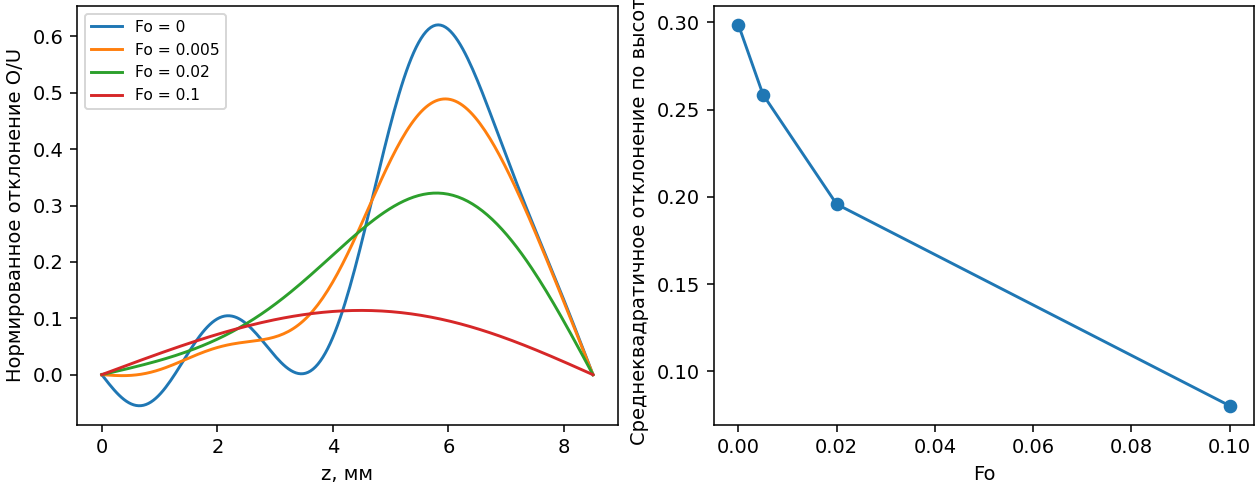 Нормированное отклонение O/U
0.6
0.5
0.4
0.3
0.2
0.1
0.0
Fo = 0
Fo = 0.005
Fo = 0.02
Fo = 0.1
0 2 4 6 8
z, мм
Среднеквадратичное отклонение по высот
0.30
0.25
0.20
0.15
0.10
0.00 0.02 0.04 0.06 0.08 0.10
Fo